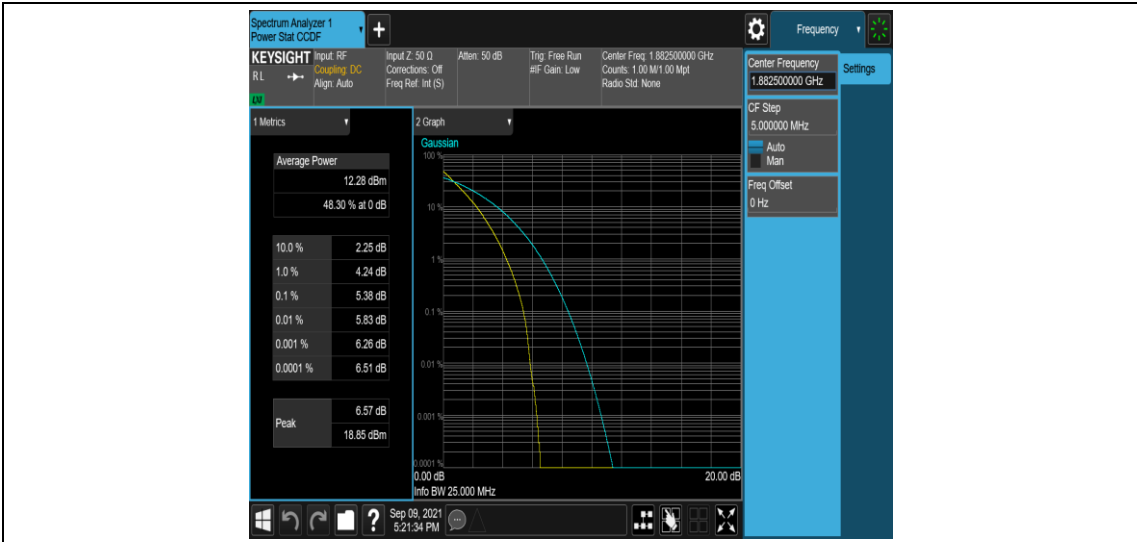 Spectrum Analyzer 1
Power Stat CCDF
+
Frequency
KEYSIGHT
Input: RF
Coupling: DC
Align: Auto
Input Z: 50 Ω
Corrections: Off
Freq Ref: Int (S)
Atten: 50 dB
Trig: Free Run
#IF Gain: Low
Center Freq: 1.882500000 GHz
Counts: 1.00 M/1.00 Mpt
Radio Std: None
R L
LXI
Center Frequency
1.882500000 GHz
Settings
CF Step
5.000000 MHz
Auto
Man
Freq Offset
0 Hz
1 Metrics
Average Power
12.28 dBm
48.30 % at 0 dB
10.0 % 2.25 dB
1.0 % 4.24 dB
0.1 % 5.38 dB
0.01 % 5.83 dB
0.001 % 6.26 dB
0.0001 % 6.51 dB
Peak
6.57 dB
18.85 dBm
2 Graph
Gaussian
100 %
10 %
1 %
0.1 %
0.01 %
0.001 %
0.0001 %
0.00 dB 20.00 dB
Info BW 25.000 MHz
?
Sep 09, 2021
5:21:34 PM